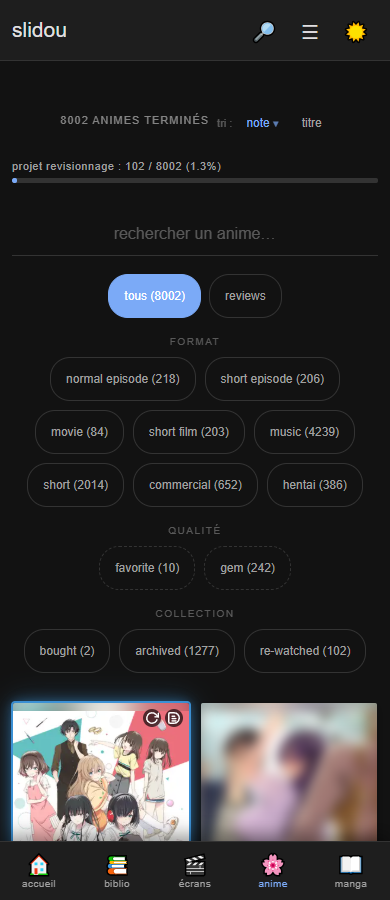 slidou
8002 ANIMES TERMINÉS tri : note ▾ titre
projet revisionnage : 102 / 8002 (1.3%)
rechercher un anime...
tous (8002) reviews
FORMAT
normal episode (218) short episode (206)
movie (84) short film (203) music (4239)
short (2014) commercial (652) hentai (386)
QUALITÉ
favorite (10) gem (242)
COLLECTION
bought (2) archived (1277) re-watched (102)
accueil biblio écrans anime manga